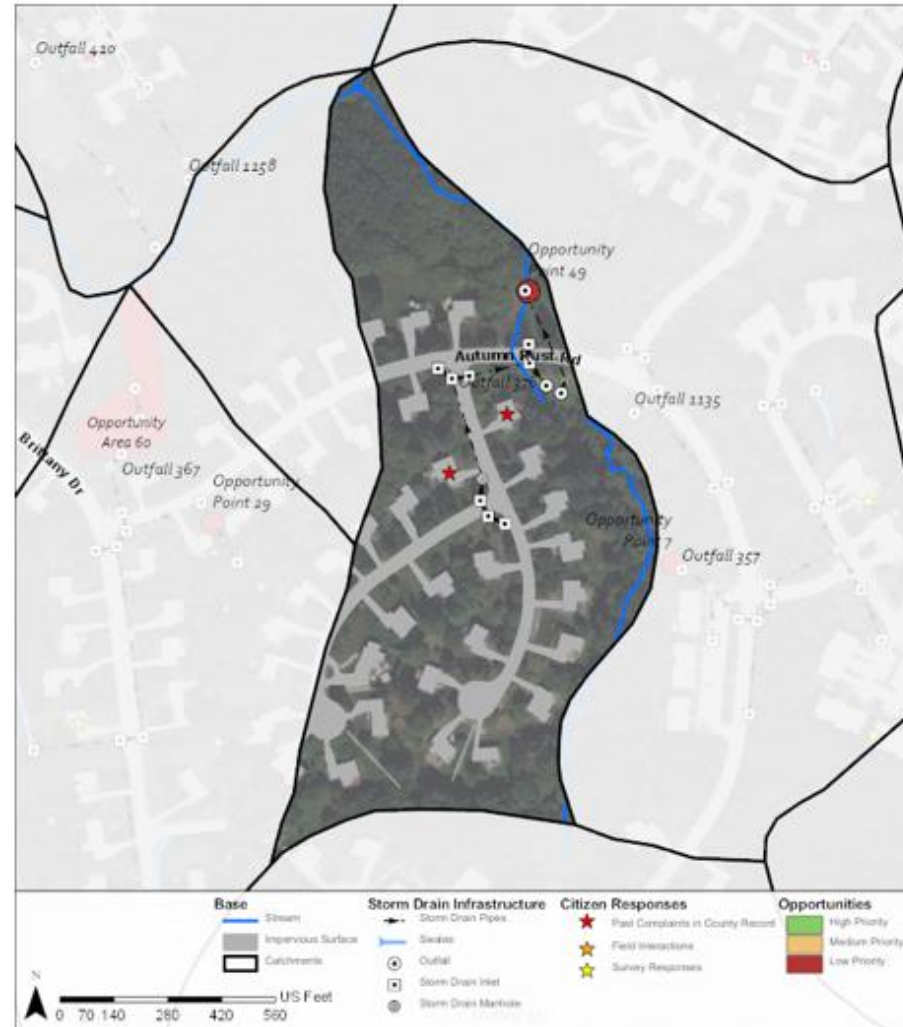 Outfall 410
Outfall 1158
Opportunity
Point 49
Autumn Rust Rd
Outfall 1135
Opportunity
Area 60
Brittany Dr
Outfall 367
Opportunity
Point 29
Opportunity
Point 7
Outfall 357
Base
Stream
Impervious Surface
Catchments
Storm Drain Infrastructure
Storm Drain Pipes
Swales
Outfall
Storm Drain Inlet
Storm Drain Manhole
Citizen Responses
Past Complaints in County Record
Field Interactions
Survey Responses
Opportunities
High Priority
Medium Priority
Low Priority
N
US Feet
0 70 140 280 420 560